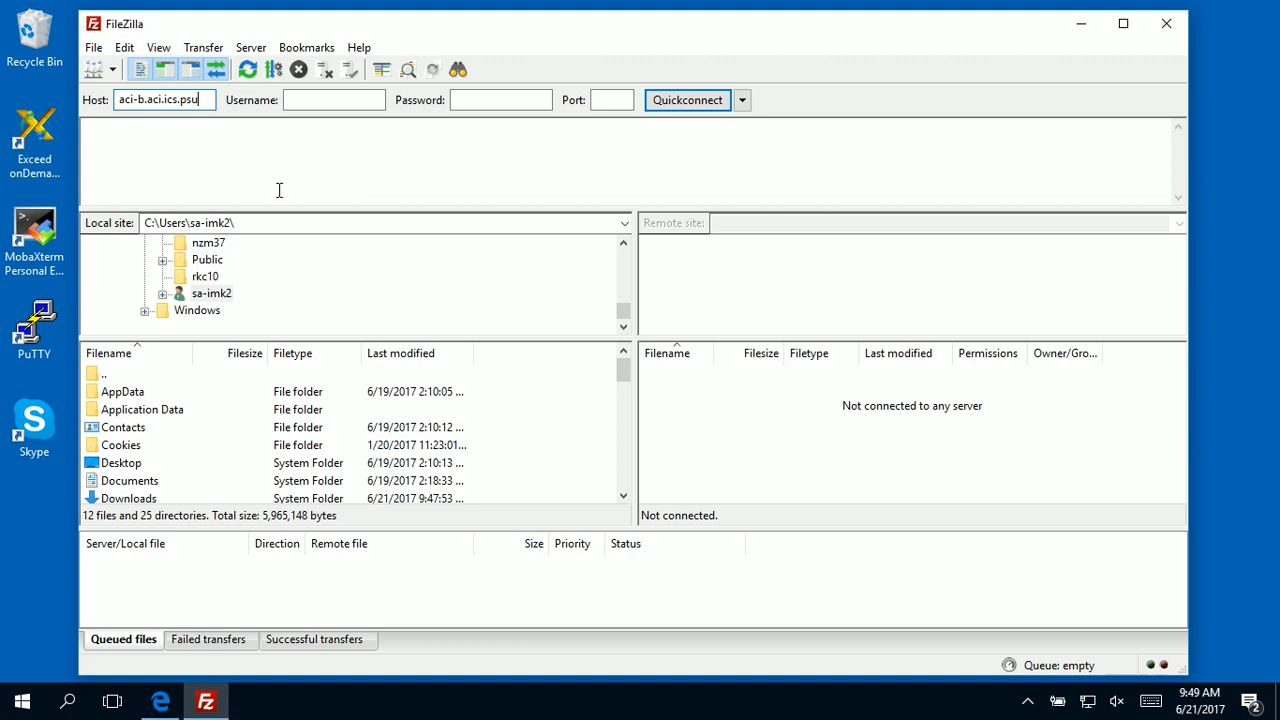 Recycle Bin
Exceed
onDema...
MobaXterm
Personal E...
PuTTY
Skype
FileZilla
File Edit View Transfer Server Bookmarks Help
Host: aci-b.aci.ics.psu Username: Password: Port: Quickconnect
Local site: C:\Users\sa-imk2\
nzm37
Public
rkc10
sa-imk2
Windows
Filename Filesize Filetype Last modified
..
AppData File folder 6/19/2017 2:10:05 ...
Application Data File folder
Contacts File folder 6/19/2017 2:10:12 ...
Cookies File folder 1/20/2017 11:23:01...
Desktop System Folder 6/19/2017 2:10:13 ...
Documents System Folder 6/19/2017 2:18:33 ...
Downloads System Folder 6/21/2017 9:47:53 ...
12 files and 25 directories. Total size: 5,965,148 bytes
Remote site:
Filename Filesize Filetype Last modified Permissions Owner/Gro...
Not connected to any server
Not connected.
Server/Local file Direction Remote file Size Priority Status
Queued files Failed transfers Successful transfers
Queue: empty
9:49 AM
6/21/2017
2